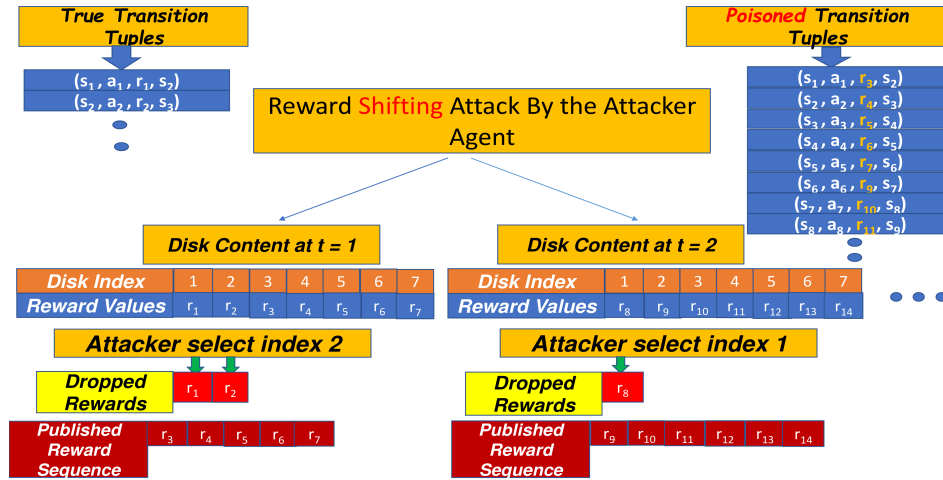 True Transition
Tuples
(s₁ , a₁ , r₁, s₂)
(s₂ , a₂ , r₂, s₃)
Reward Shifting Attack By the Attacker
Agent
Poisoned Transition
Tuples
(s₁ , a₁ , r₃, s₂)
(s₂ , a₂ , r₄, s₃)
(s₃ , a₃ , r₅, s₄)
(s₄ , a₄ , r₆, s₅)
(s₅ , a₅ , r₇, s₆)
(s₆ , a₆ , r₉, s₇)
(s₇ , a₇ , r₁₀, s₈)
(s₈ , a₈ , r₁₁, s₉)
Disk Content at t = 1
Disk Index 1 2 3 4 5 6 7
Reward Values r₁ r₂ r₃ r₄ r₅ r₆ r₇
Attacker select index 2
Dropped
Rewards
r₁ r₂
Published
Reward
Sequence
r₃ r₄ r₅ r₆ r₇
Disk Content at t = 2
Disk Index 1 2 3 4 5 6 7
Reward Values r₈ r₉ r₁₀ r₁₁ r₁₂ r₁₃ r₁₄
Attacker select index 1
Dropped
Rewards
r₈
Published
Reward
Sequence
r₉ r₁₀ r₁₁ r₁₂ r₁₃ r₁₄